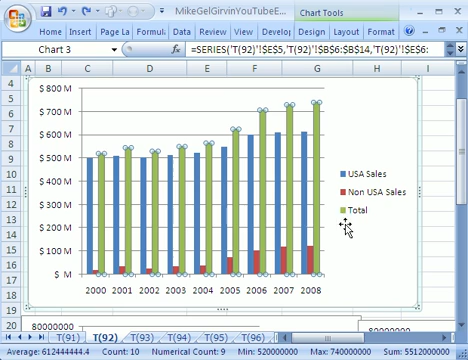 MikeGelGirvinYouTubeE... Chart Tools
Home Insert Page La Formul Data Review View Develop Design Layout Format
Chart 3 fx =SERIES('T(92)'!$E$5,'T(92)'!$B$6:$B$14,'T(92)'!$E$6:
A B C D E F G H I
4 $ 800 M
5 $ 700 M
6
7 $ 600 M
8 $ 500 M
9
10 $ 400 M USA Sales
11 $ 300 M Non USA Sales
12 Total
13 $ 200 M
14 $ 100 M
15
16 $ M
17 2000 2001 2002 2003 2004 2005 2006 2007 2008
18
19
20 80000000 80000000
T(91) T(92) T(93) T(94) T(95) T(96)
Average: 612444444.4 Count: 10 Numerical Count: 9 Min: 520000000 Max: 740000000 Sum: 5512000000